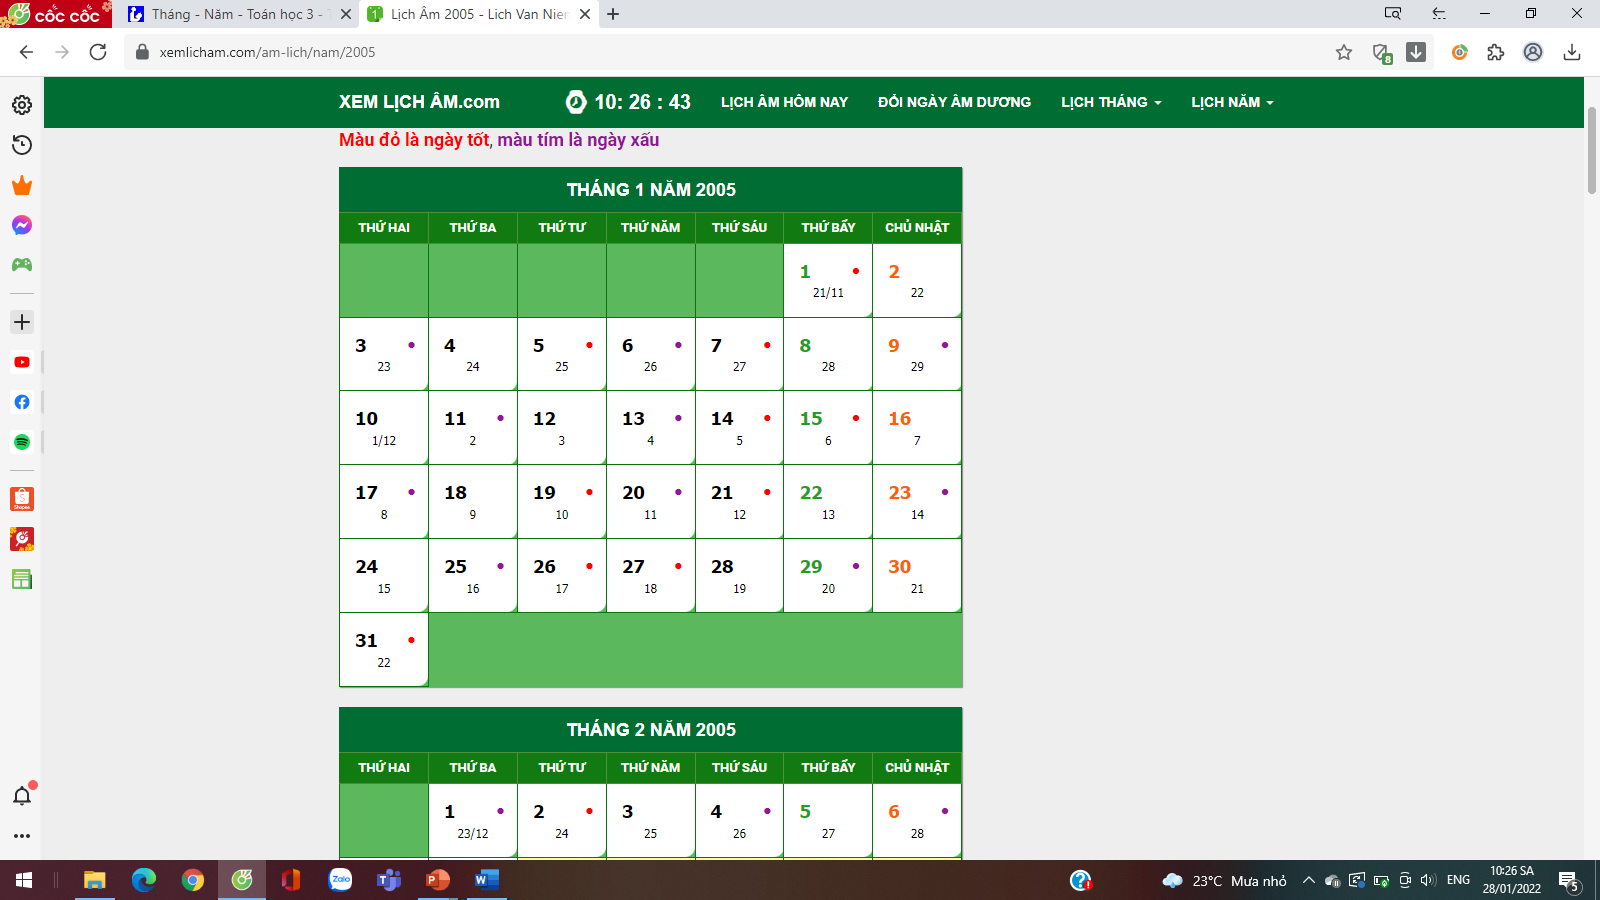 cốc cốc
Tháng - Năm - Toán học 3 - T
Lịch Âm 2005 - Lich Van Nien
xemlicham.com/am-lich/nam/2005
8
XEM LỊCH ÂM.com
10: 26 : 43
LỊCH ÂM HÔM NAY
ĐỔI NGÀY ÂM DƯƠNG
LỊCH THÁNG
LỊCH NĂM
Màu đỏ là ngày tốt, màu tím là ngày xấu
THÁNG 1 NĂM 2005
THỨ HAI THỨ BA THỨ TƯ THỨ NĂM THỨ SÁU THỨ BẢY CHỦ NHẬT
1 2
21/11 22
3 4 5 6 7 8 9
23 24 25 26 27 28 29
10 11 12 13 14 15 16
1/12 2 3 4 5 6 7
17 18 19 20 21 22 23
8 9 10 11 12 13 14
24 25 26 27 28 29 30
15 16 17 18 19 20 21
31
22
THÁNG 2 NĂM 2005
THỨ HAI THỨ BA THỨ TƯ THỨ NĂM THỨ SÁU THỨ BẢY CHỦ NHẬT
1 2 3 4 5 6
23/12 24 25 26 27 28
Shopee
Zalo
23°C Mưa nhỏ
ENG
10:26 SA
28/01/2022
5